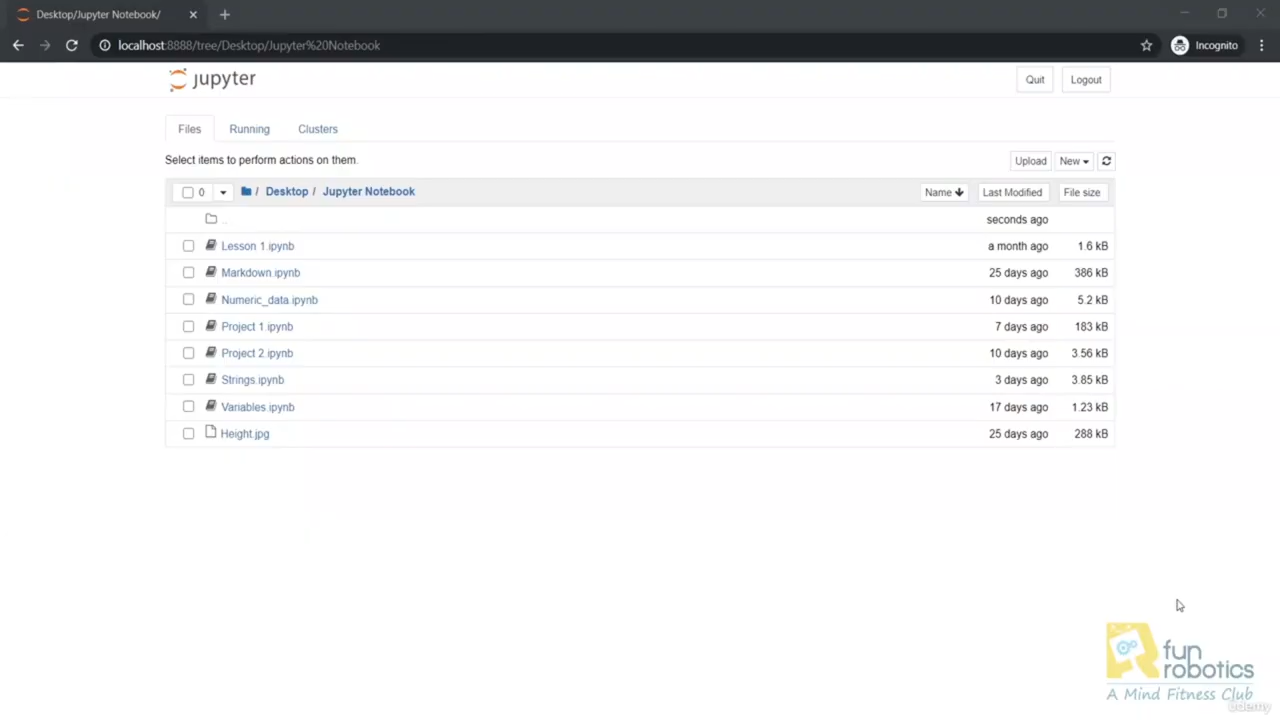 Desktop/Jupyter Notebook/
localhost:8888/tree/Desktop/Jupyter%20Notebook
Incognito
jupyter
Quit
Logout
Files
Running
Clusters
Select items to perform actions on them.
Upload
New
0
/ Desktop / Jupyter Notebook
Name
Last Modified
File size
.. seconds ago
Lesson 1.ipynb a month ago 1.6 kB
Markdown.ipynb 25 days ago 386 kB
Numeric_data.ipynb 10 days ago 5.2 kB
Project 1.ipynb 7 days ago 183 kB
Project 2.ipynb 10 days ago 3.56 kB
Strings.ipynb 3 days ago 3.85 kB
Variables.ipynb 17 days ago 1.23 kB
Height.jpg 25 days ago 288 kB
fun
robotics
A Mind Fitness Club
udemy